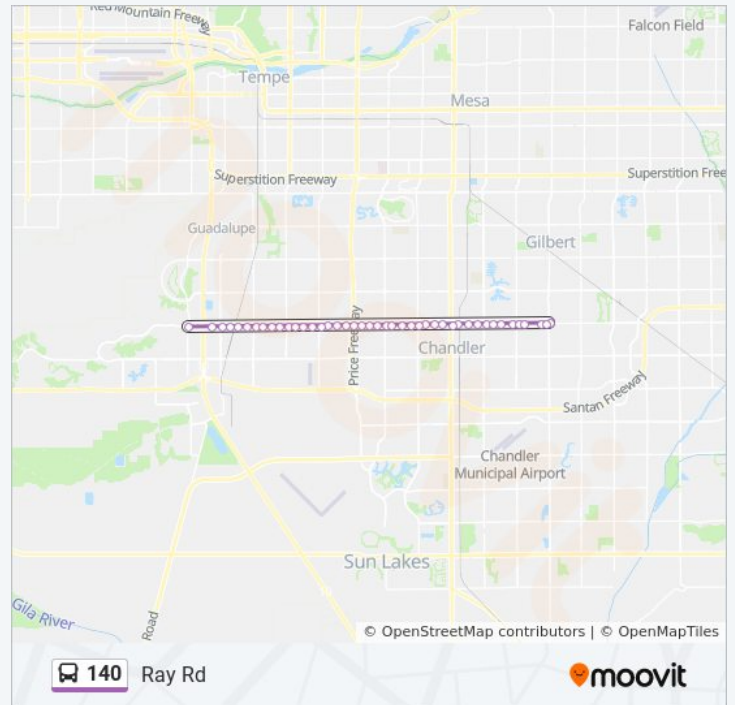 Red Mountain Freeway
Falcon Field
Tempe
Mesa
Superstition Freeway
Superstition Free
Guadalupe
Gilbert
Price Freeway
Chandler
Santan Freeway
Chandler
Municipal Airport
Sun Lakes
Gila River
Road
© OpenStreetMap contributors | © OpenMapTiles
140 Ray Rd
moovit